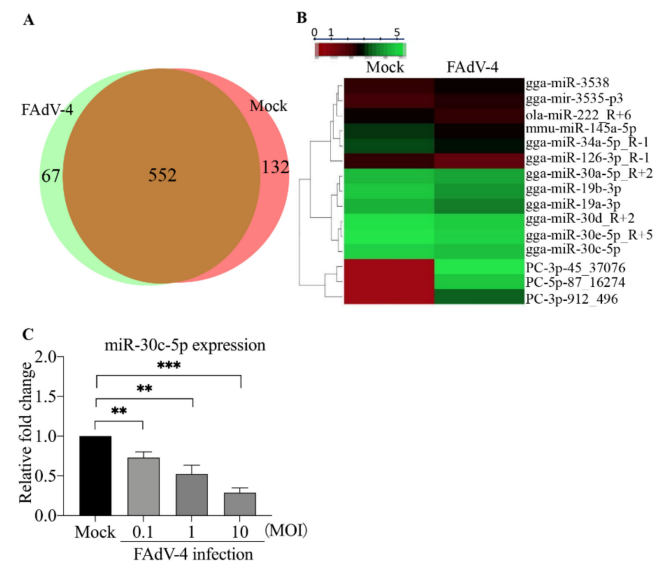 A
FAdV-4
Mock
67
552
132
B
1 5
Mock FAdV-4
gga-miR-3538
gga-mir-3535-p3
ola-miR-222_R+6
mmu-miR-145a-5p
gga-miR-34a-5p_R-1
gga-miR-126-3p_R-1
gga-miR-30a-5p_R+2
gga-miR-19b-3p
gga-miR-19a-3p
gga-miR-30d_R+2
gga-miR-30e-5p_R+5
gga-miR-30c-5p
PC-3p-45_37076
PC-5p-87_16274
PC-3p-912_496
C
miR-30c-5p expression
Relative fold change
2.0
1.5
1.0
0.5
0.0
***
**
**
Mock 0.1 1 10 (MOI)
FAdV-4 infection